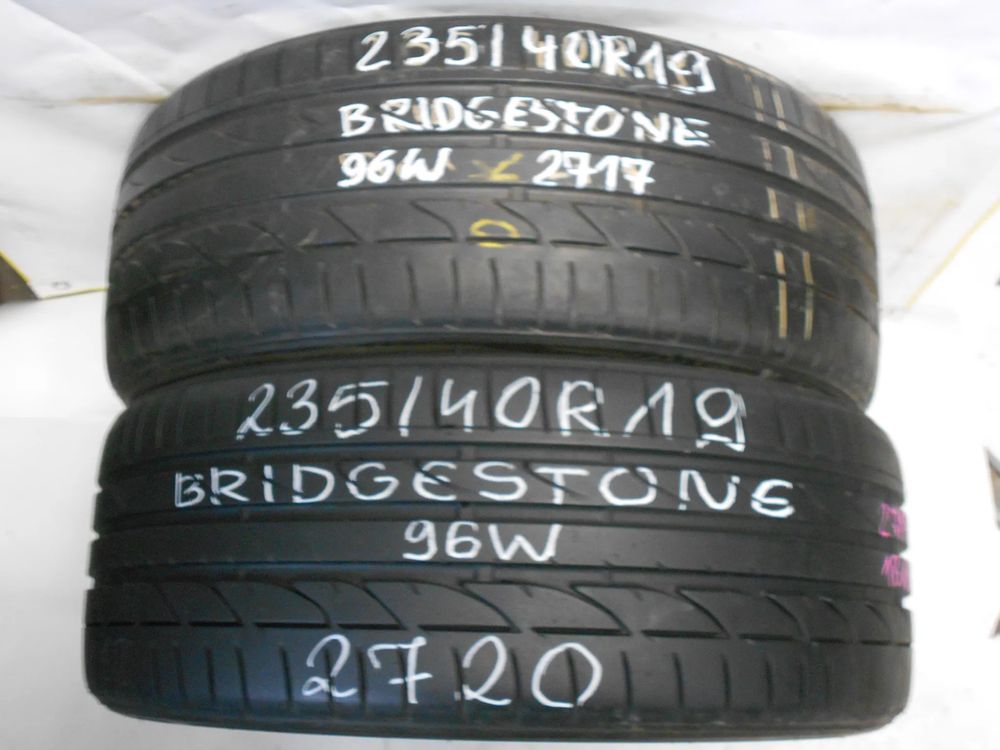 235/40R19
BRIDGESTONE
96W 2717
235/40R19
BRIDGESTONE
96W
2720